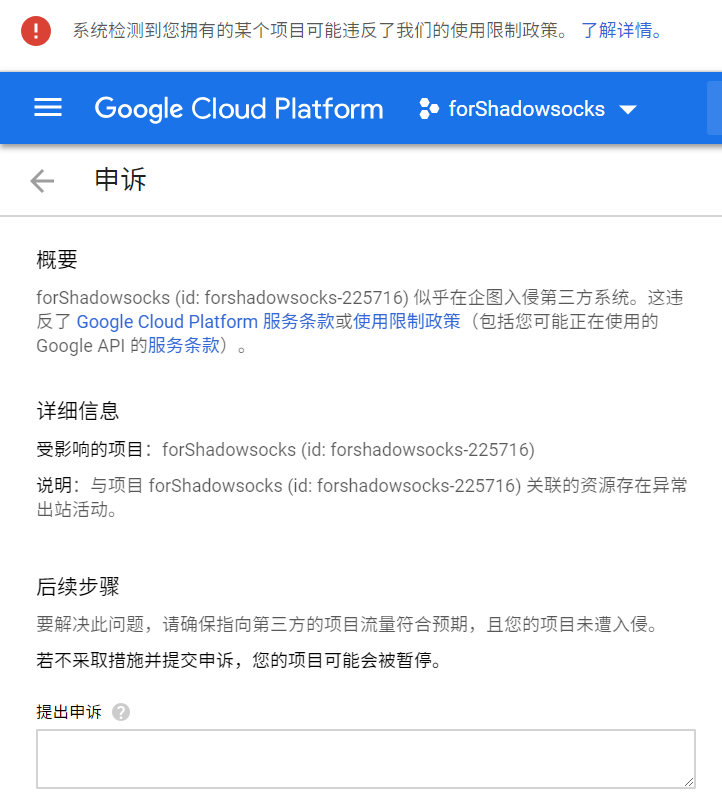 系统检测到您拥有的某个项目可能违反了我们的使用限制政策。 了解详情。
Google Cloud Platform forShadowsocks
申诉
概要
forShadowsocks (id: forshadowsocks-225716) 似乎在企图入侵第三方系统。这违
反了 Google Cloud Platform 服务条款或使用限制政策（包括您可能正在使用的
Google API 的服务条款）。
详细信息
受影响的项目：forShadowsocks (id: forshadowsocks-225716)
说明：与项目 forShadowsocks (id: forshadowsocks-225716) 关联的资源存在异常
出站活动。
后续步骤
要解决此问题，请确保指向第三方的项目流量符合预期，且您的项目未遭入侵。
若不采取措施并提交申诉，您的项目可能会被暂停。
提出申诉 ?